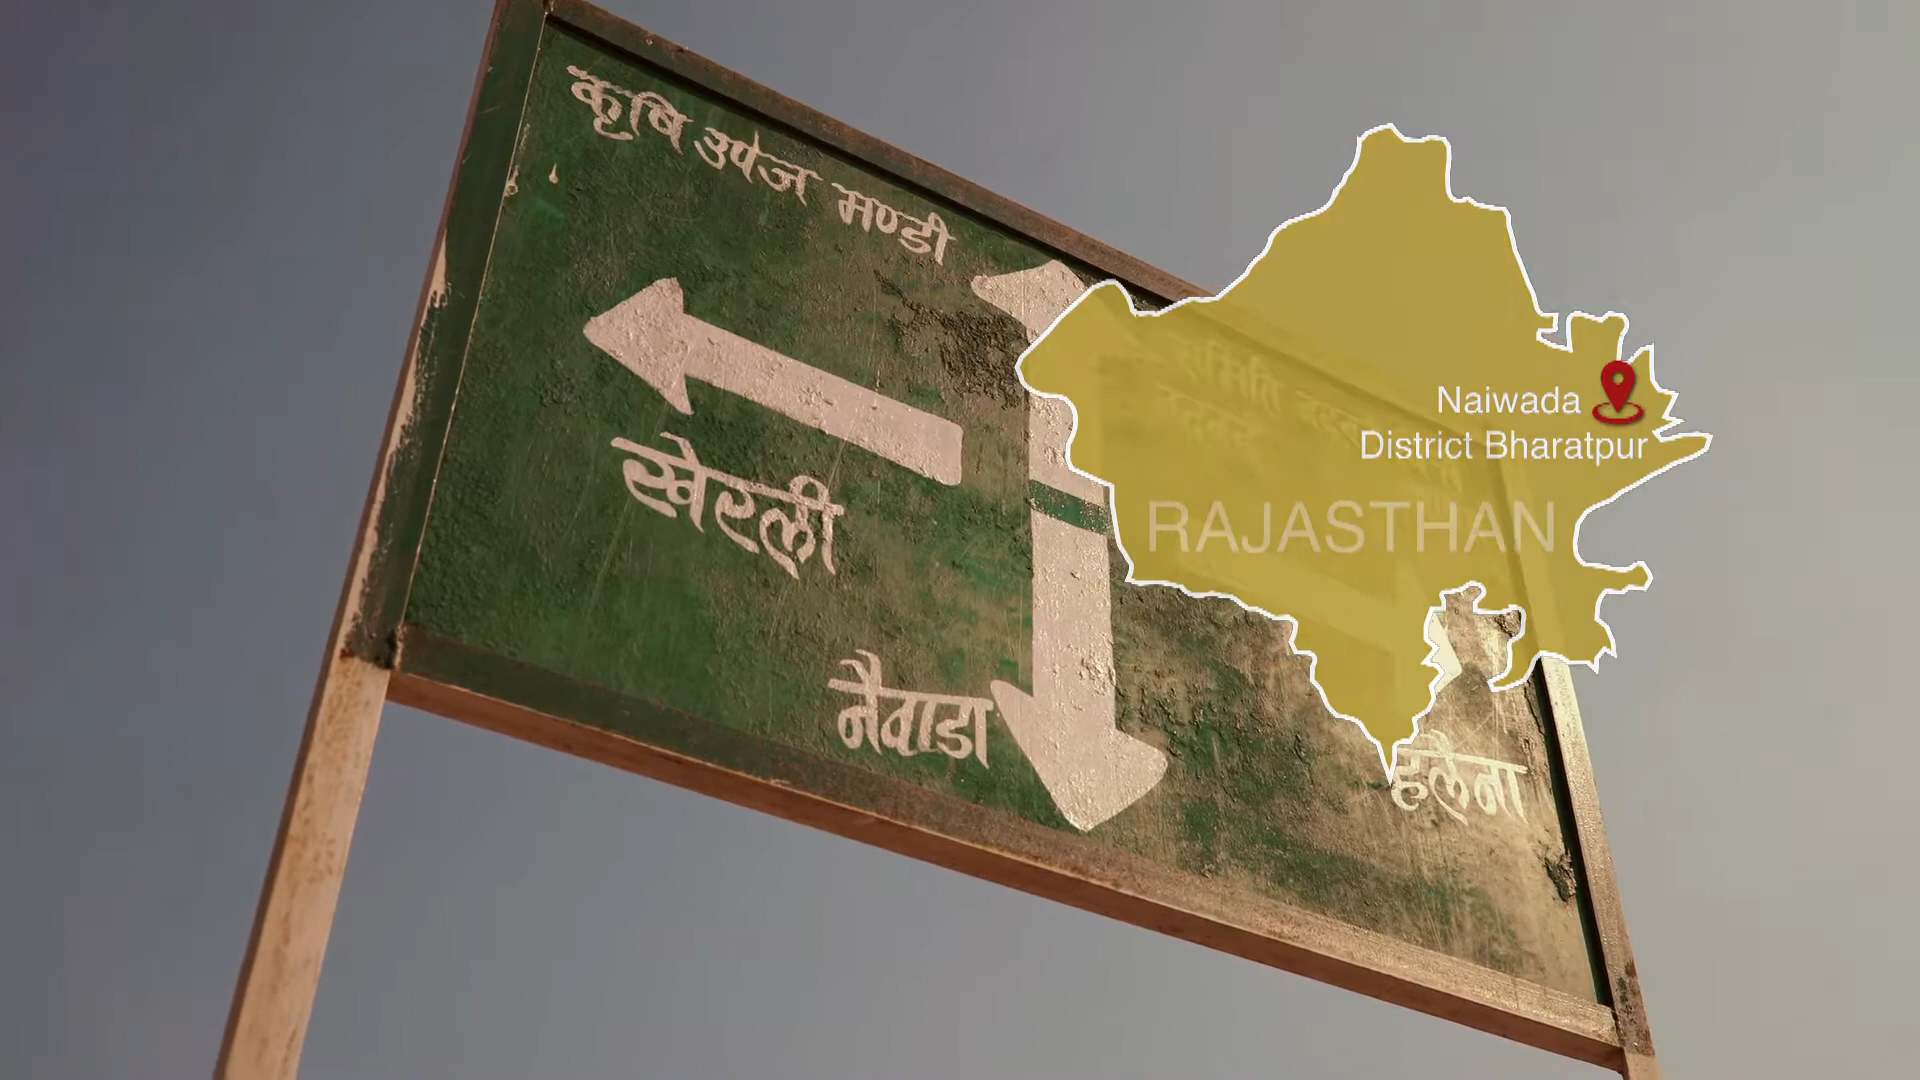 कृषि उपज मण्डी
खेरली
नैवाडा
हलैना
Naiwada
District Bharatpur
RAJASTHAN